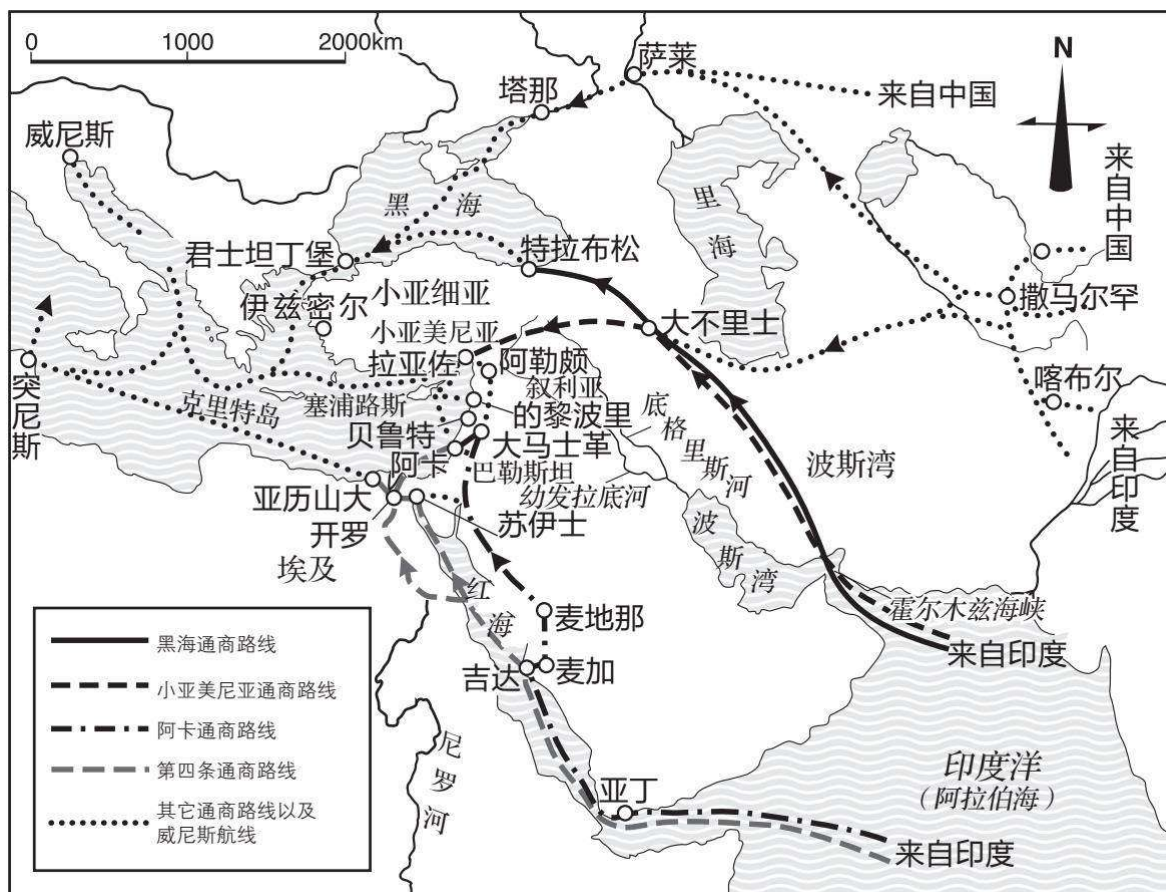 0 1000 2000km
N
萨莱
塔那
来自中国
威尼斯
来自中国
里海
黑海
君士坦丁堡
特拉布松
伊兹密尔
小亚细亚
撒马尔罕
小亚美尼亚
大不里士
拉亚佐
阿勒颇
突尼斯
叙利亚
喀布尔
克里特岛
塞浦路斯
的黎波里
贝鲁特
底格里斯河
大马士革
阿卡
来自印度
巴勒斯坦
波斯湾
幼发拉底河
亚历山大
苏伊士
开罗
波斯湾
埃及
红海
霍尔木兹海峡
麦地那
来自印度
吉达
麦加
尼罗河
印度洋
（阿拉伯海）
亚丁
来自印度
黑海通商路线
小亚美尼亚通商路线
阿卡通商路线
第四条通商路线
其它通商路线以及
威尼斯航线